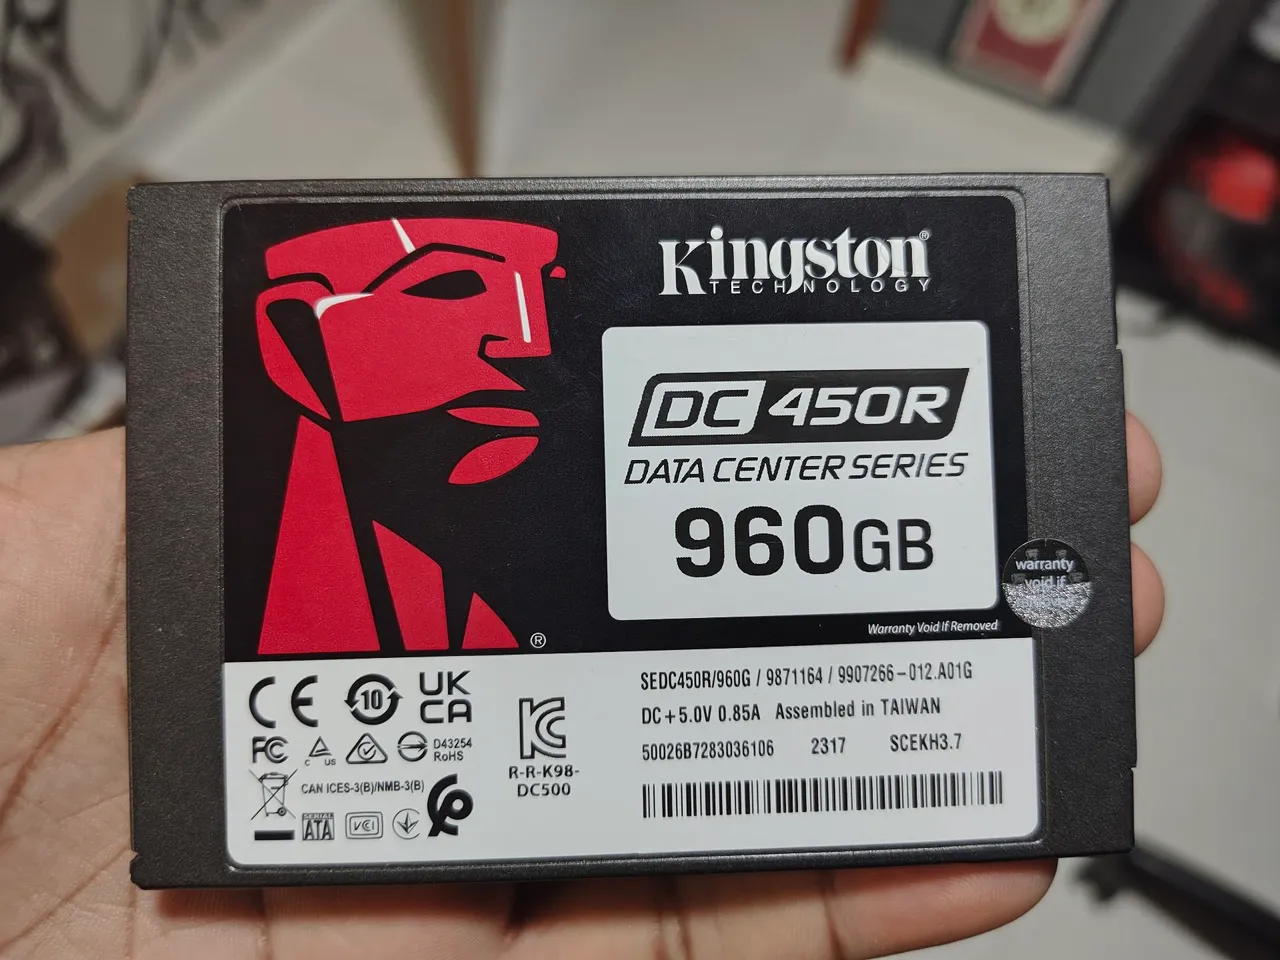 Kingston®
TECHNOLOGY
DC 450R
DATA CENTER SERIES
960GB
warranty
void if
Warranty Void If Removed
®
SEDC450R/960G / 9871164 / 9907266-012.A01G
DC+5.0V 0.85A Assembled in TAIWAN
50026B7283036106 2317 SCEKH3.7
CE 10 UK
CA
FC C US D43254
RoHS
CAN ICES-3(B)/NMB-3(B)
R-R-K98-
DC500
SERIAL
ATA VCI